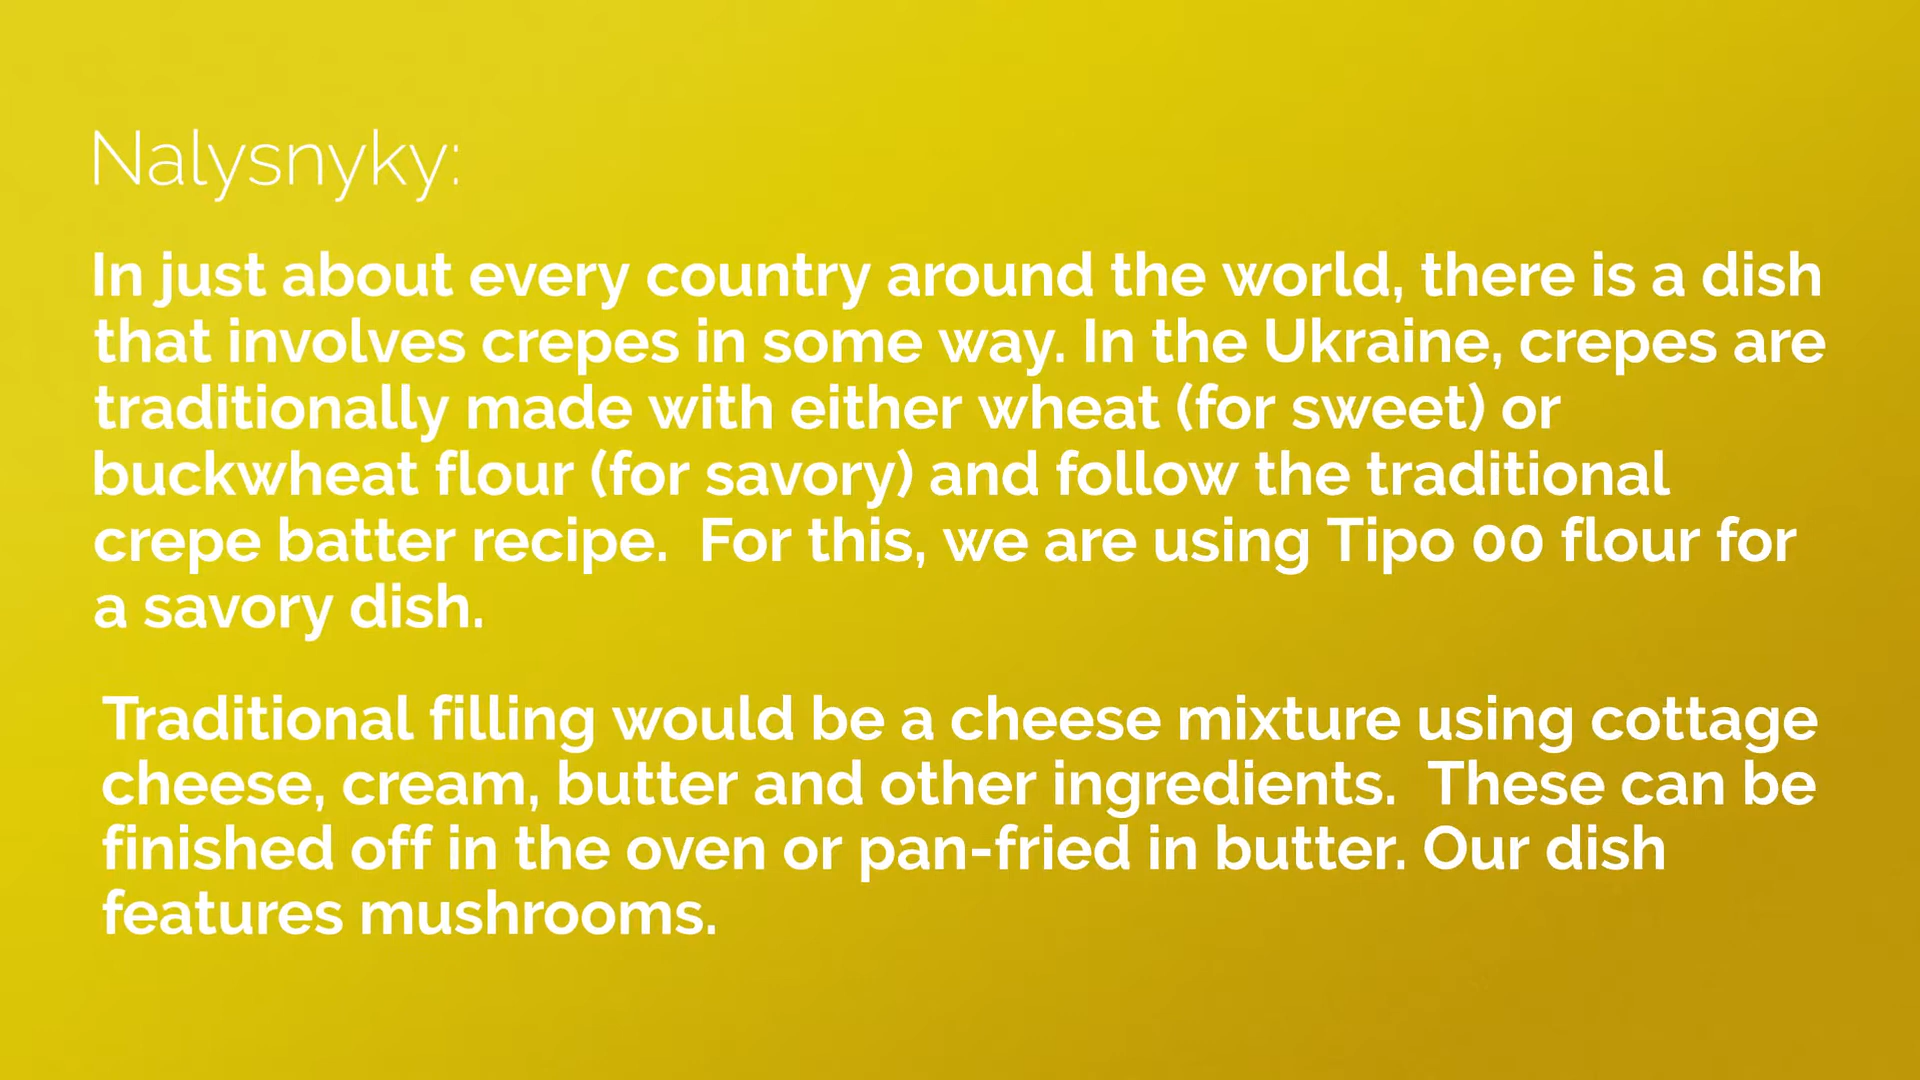 Nalysnyky:
In just about every country around the world, there is a dish
that involves crepes in some way. In the Ukraine, crepes are
traditionally made with either wheat (for sweet) or
buckwheat flour (for savory) and follow the traditional
crepe batter recipe.  For this, we are using Tipo 00 flour for
a savory dish.
Traditional filling would be a cheese mixture using cottage
cheese, cream, butter and other ingredients.  These can be
finished off in the oven or pan-fried in butter. Our dish
features mushrooms.